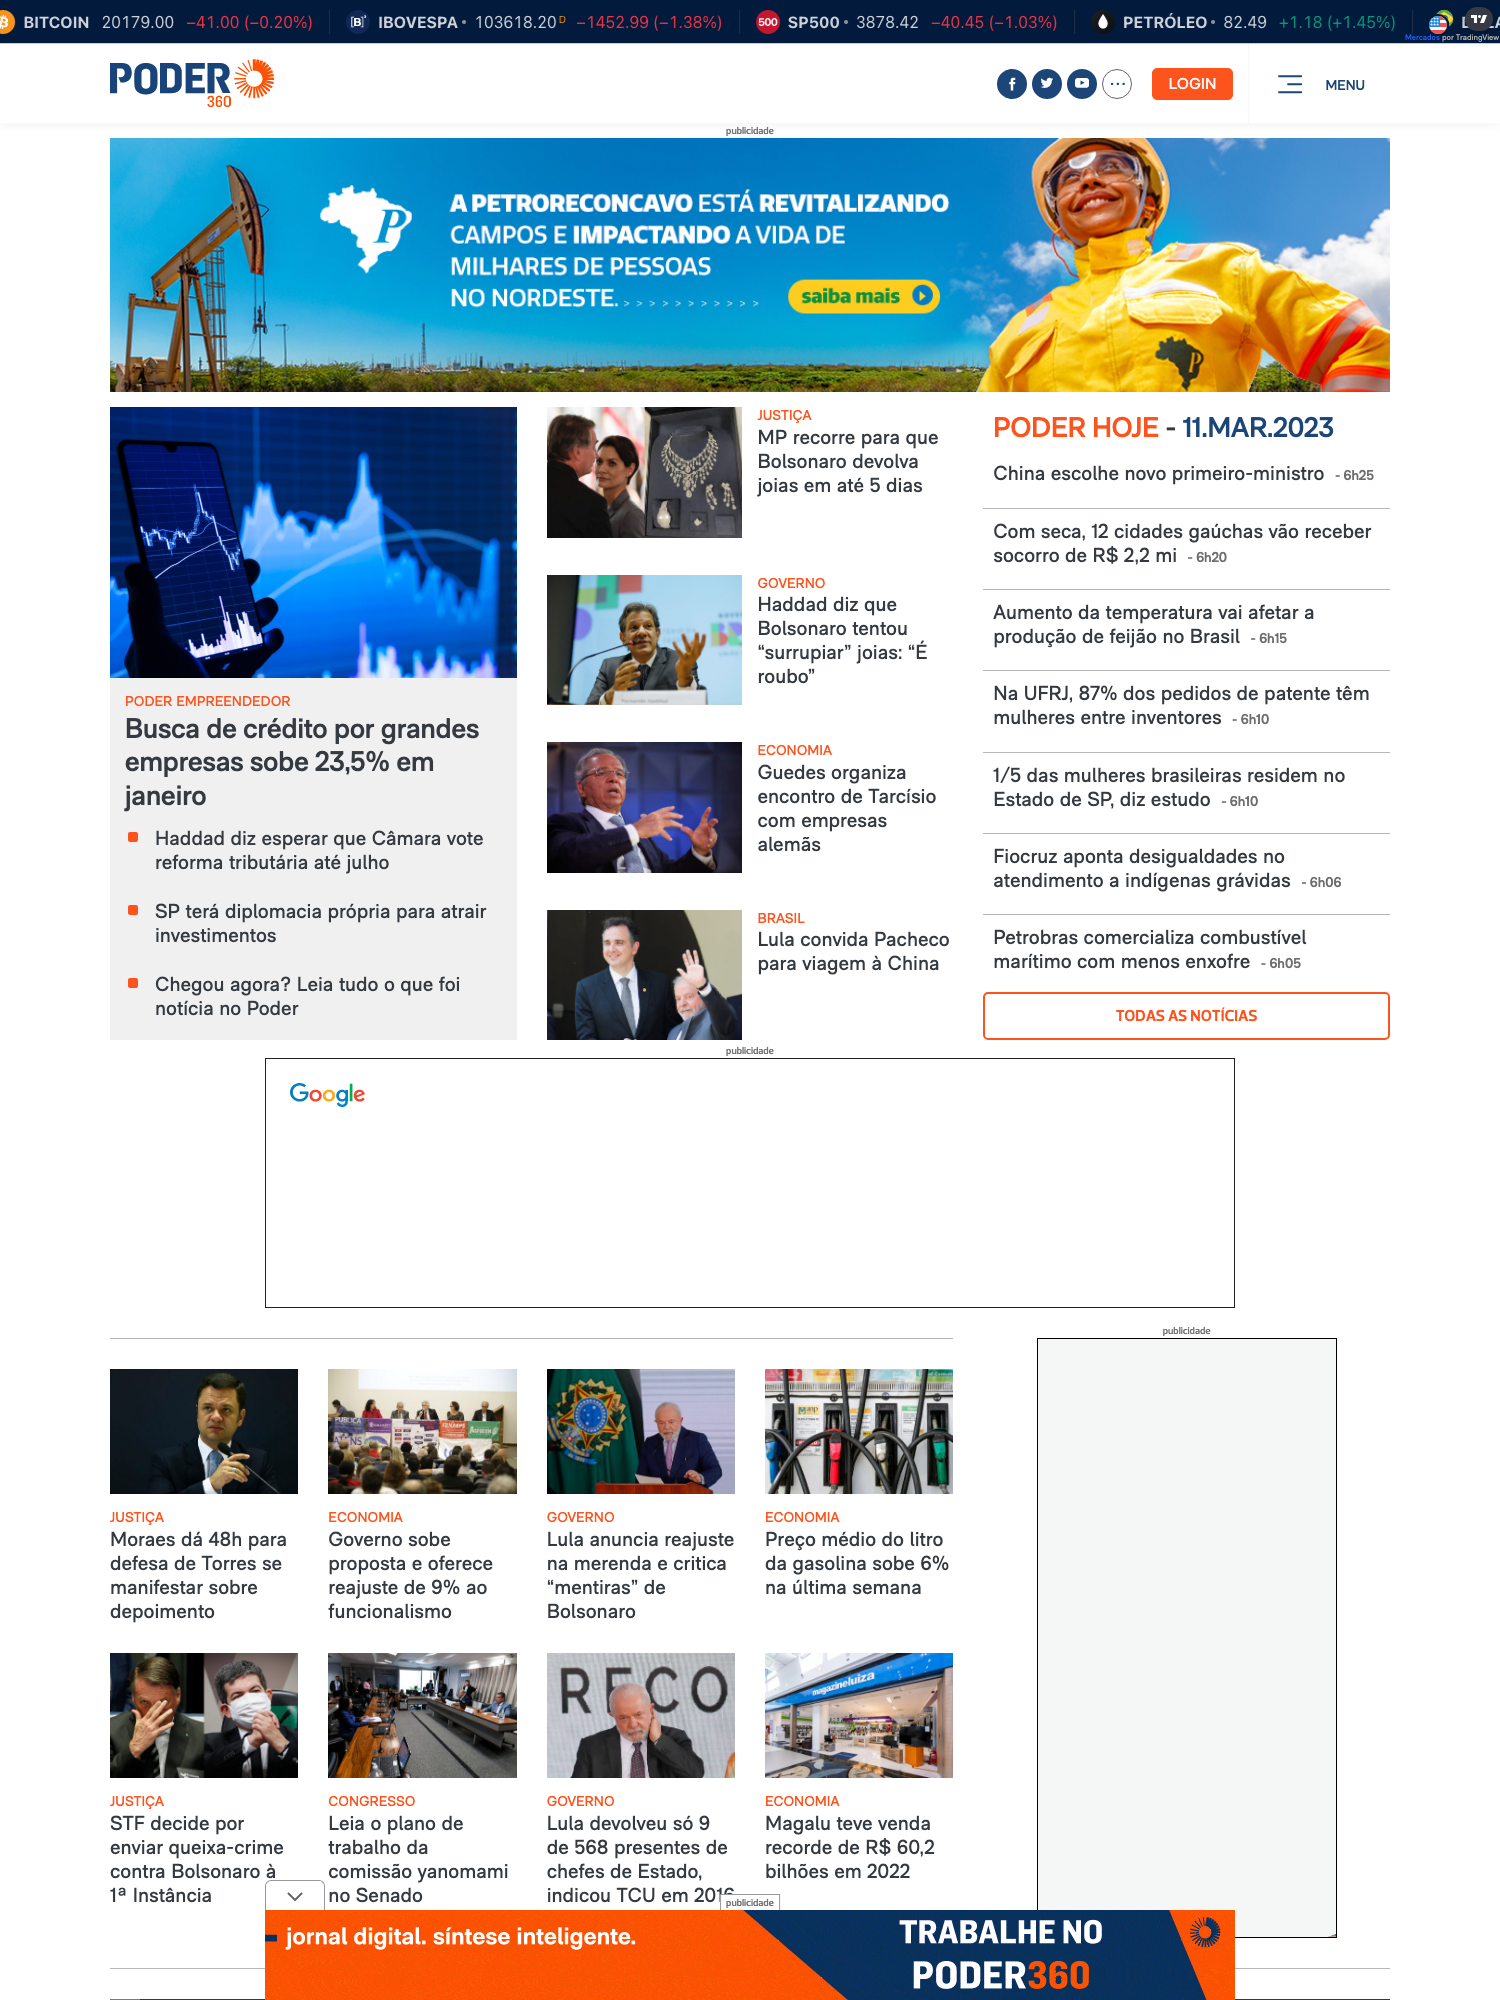 BITCOIN 20179.00 −41.00 (−0.20%) IBOVESPA 103618.20 D −1452.99 (−1.38%) SP500 3878.42 −40.45 (−1.03%) PETRÓLEO 82.49 +1.18 (+1.45%)
Mercados por TradingView
PODER
360
LOGIN
MENU
publicidade
A PETRORECONCAVO ESTÁ REVITALIZANDO
CAMPOS E IMPACTANDO A VIDA DE
MILHARES DE PESSOAS
NO NORDESTE. > > > > > > > > > > >
saiba mais
PODER EMPREENDEDOR
Busca de crédito por grandes
empresas sobe 23,5% em
janeiro
Haddad diz esperar que Câmara vote
reforma tributária até julho
SP terá diplomacia própria para atrair
investimentos
Chegou agora? Leia tudo o que foi
notícia no Poder
JUSTIÇA
MP recorre para que
Bolsonaro devolva
joias em até 5 dias
GOVERNO
Haddad diz que
Bolsonaro tentou
“surrupiar” joias: “É
roubo”
ECONOMIA
Guedes organiza
encontro de Tarcísio
com empresas
alemãs
BRASIL
Lula convida Pacheco
para viagem à China
PODER HOJE - 11.MAR.2023
China escolhe novo primeiro-ministro - 6h25
Com seca, 12 cidades gaúchas vão receber
socorro de R$ 2,2 mi - 6h20
Aumento da temperatura vai afetar a
produção de feijão no Brasil - 6h15
Na UFRJ, 87% dos pedidos de patente têm
mulheres entre inventores - 6h10
1/5 das mulheres brasileiras residem no
Estado de SP, diz estudo - 6h10
Fiocruz aponta desigualdades no
atendimento a indígenas grávidas - 6h06
Petrobras comercializa combustível
marítimo com menos enxofre - 6h05
TODAS AS NOTÍCIAS
publicidade
Google
publicidade
JUSTIÇA
Moraes dá 48h para
defesa de Torres se
manifestar sobre
depoimento
ECONOMIA
Governo sobe
proposta e oferece
reajuste de 9% ao
funcionalismo
GOVERNO
Lula anuncia reajuste
na merenda e critica
“mentiras” de
Bolsonaro
ECONOMIA
Preço médio do litro
da gasolina sobe 6%
na última semana
RECO
magazineluiza
JUSTIÇA
STF decide por
enviar queixa-crime
contra Bolsonaro à
1ª Instância
CONGRESSO
Leia o plano de
trabalho da
comissão yanomami
no Senado
GOVERNO
Lula devolveu só 9
de 568 presentes de
chefes de Estado,
indicou TCU em 2016
ECONOMIA
Magalu teve venda
recorde de R$ 60,2
bilhões em 2022
publicidade
jornal digital. síntese inteligente.
TRABALHE NO
PODER360